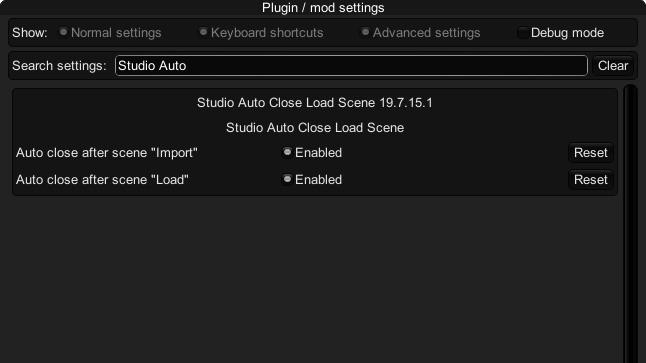 Plugin / mod settings
Show: Normal settings Keyboard shortcuts Advanced settings Debug mode
Search settings: Studio Auto Clear
Studio Auto Close Load Scene 19.7.15.1
Studio Auto Close Load Scene
Auto close after scene "Import" Enabled Reset
Auto close after scene "Load" Enabled Reset